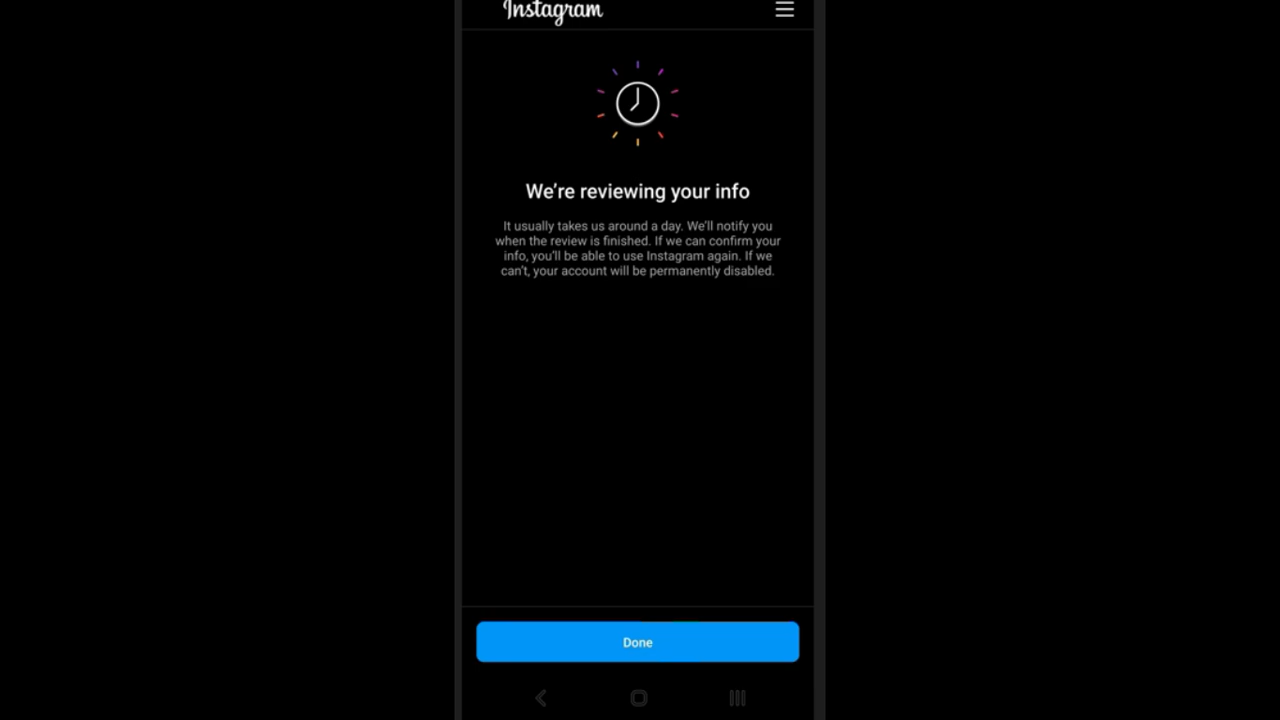 Instagram
We're reviewing your info
It usually takes us around a day. We'll notify you
when the review is finished. If we can confirm your
info, you'll be able to use Instagram again. If we
can't, your account will be permanently disabled.
Done